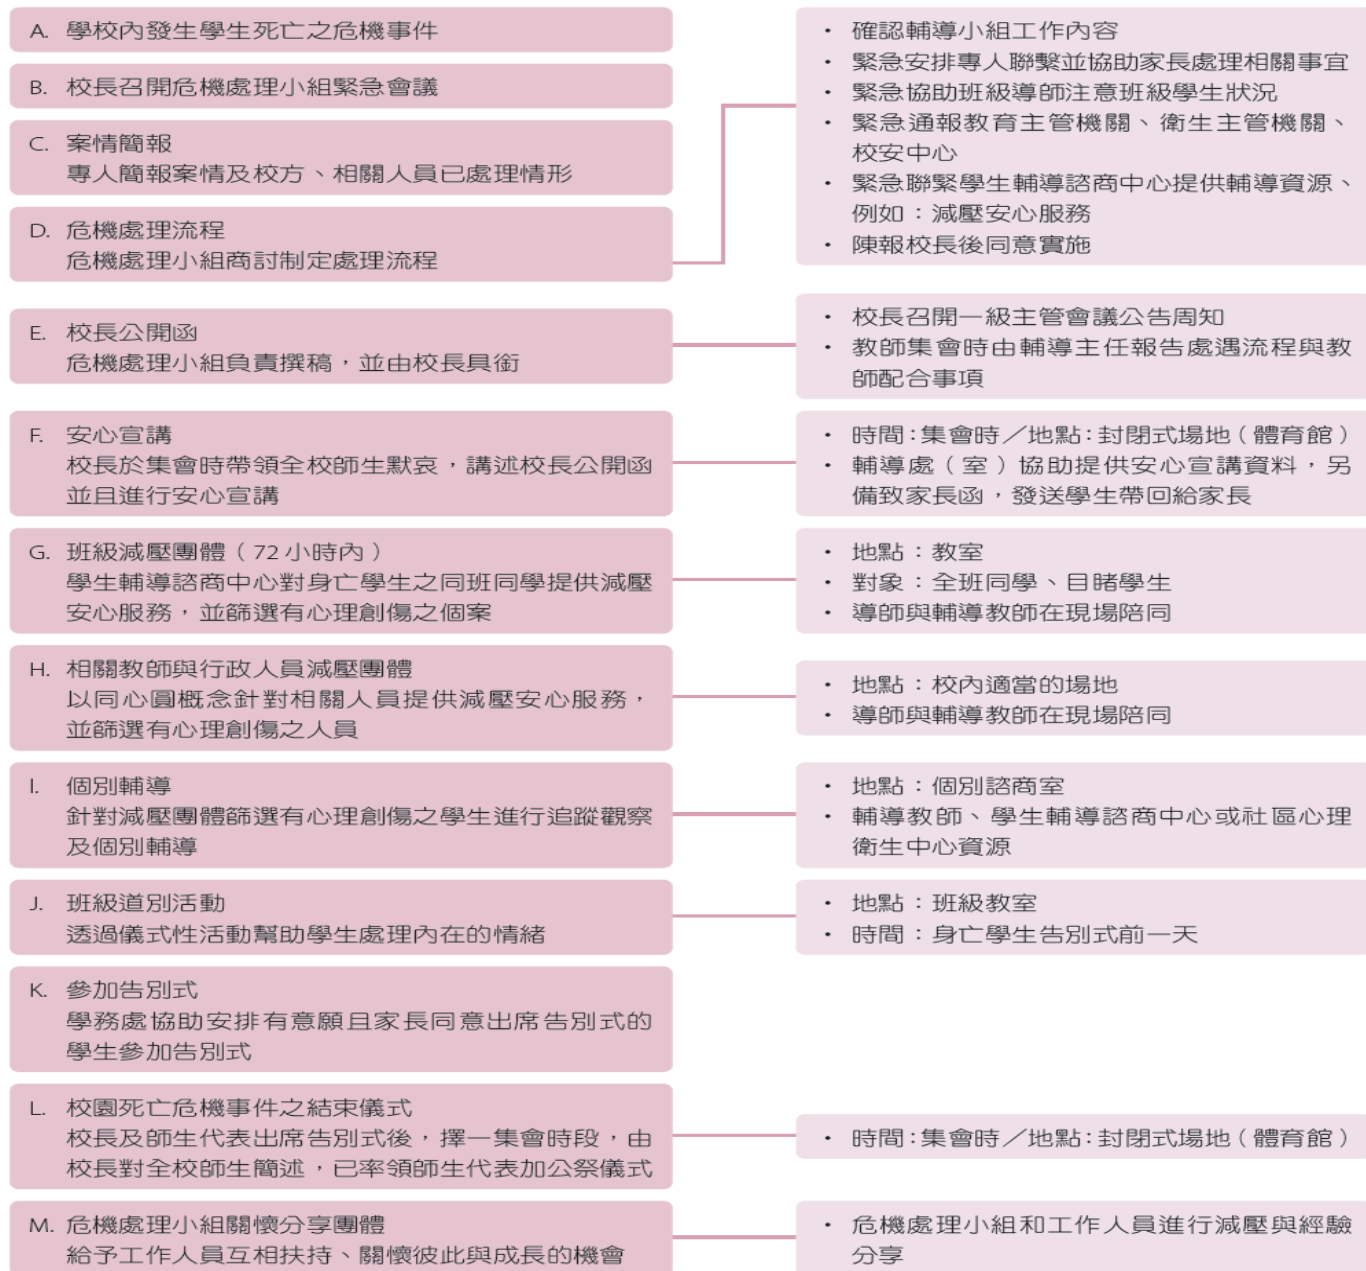 A. 學校內發生學生死亡之危機事件
B. 校長召開危機處理小組緊急會議
C. 案情簡報
專人簡報案情及校方、相關人員已處理情形
D. 危機處理流程
危機處理小組商討制定處理流程
• 確認輔導小組工作內容
• 緊急安排專人聯繫並協助家長處理相關事宜
• 緊急協助班級導師注意班級學生狀況
• 緊急通報教育主管機關、衛生主管機關、
校安中心
• 緊急聯繫學生輔導諮商中心提供輔導資源、
例如：減壓安心服務
• 陳報校長後同意實施
E. 校長公開函
危機處理小組負責撰稿，並由校長具銜
• 校長召開一級主管會議公告周知
• 教師集會時由輔導主任報告處遇流程與教
師配合事項
F. 安心宣講
校長於集會時帶領全校師生默哀，講述校長公開函
並且進行安心宣講
• 時間：集會時／地點：封閉式場地（體育館）
• 輔導處（室）協助提供安心宣講資料，另
備致家長函，發送學生帶回給家長
G. 班級減壓團體（72小時內）
學生輔導諮商中心對身亡學生之同班同學提供減壓
安心服務，並篩選有心理創傷之個案
• 地點：教室
• 對象：全班同學、目睹學生
• 導師與輔導教師在現場陪同
H. 相關教師與行政人員減壓團體
以同心圓概念針對相關人員提供減壓安心服務，
並篩選有心理創傷之人員
• 地點：校內適當的場地
• 導師與輔導教師在現場陪同
I. 個別輔導
針對減壓團體篩選有心理創傷之學生進行追蹤觀察
及個別輔導
• 地點：個別諮商室
• 輔導教師、學生輔導諮商中心或社區心理
衛生中心資源
J. 班級道別活動
透過儀式性活動幫助學生處理內在的情緒
• 地點：班級教室
• 時間：身亡學生告別式前一天
K. 參加告別式
學務處協助安排有意願且家長同意出席告別式的
學生參加告別式
L. 校園死亡危機事件之結束儀式
校長及師生代表出席告別式後，擇一集會時段，由
校長對全校師生簡述，已率領師生代表加公祭儀式
• 時間：集會時／地點：封閉式場地（體育館）
M. 危機處理小組關懷分享團體
給予工作人員互相扶持、關懷彼此與成長的機會
• 危機處理小組和工作人員進行減壓與經驗
分享